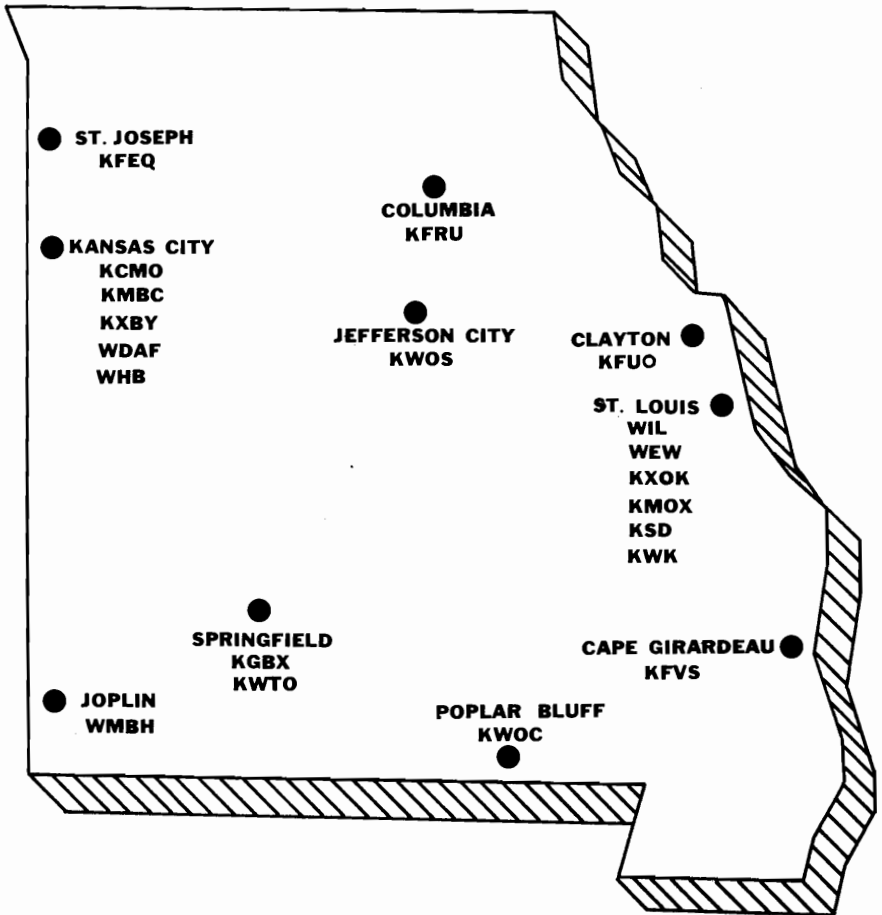 ST. JOSEPH
KFEQ
COLUMBIA
KFRU
KANSAS CITY
KCMO
KMBC
KXBY
WDAF
WHB
JEFFERSON CITY
KWOS
CLAYTON
KFUO
ST. LOUIS
WIL
WEW
KXOK
KMOX
KSD
KWK
SPRINGFIELD
KGBX
KWTO
CAPE GIRARDEAU
KFVS
JOPLIN
WMBH
POPLAR BLUFF
KWOC